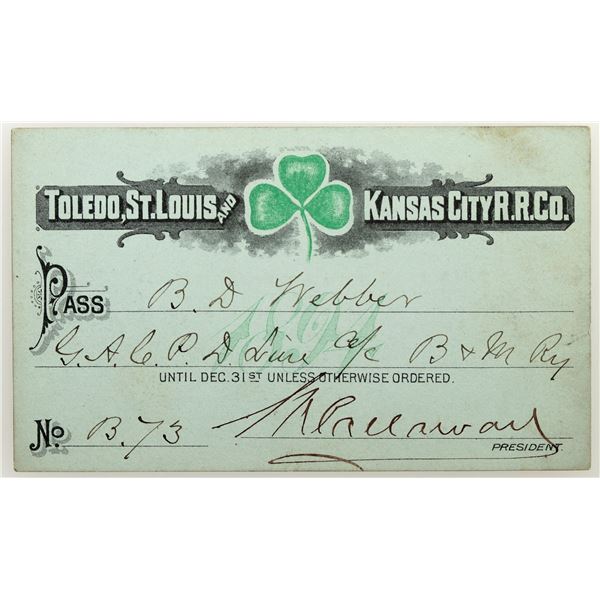 TOLEDO, ST. LOUIS AND KANSAS CITY R.R. CO.
PASS B. D. Webber
G. A. C. P. D. Line c/c B & M Ry
UNTIL DEC. 31ST UNLESS OTHERWISE ORDERED.
No. B.73 S R Callaway
PRESIDENT.